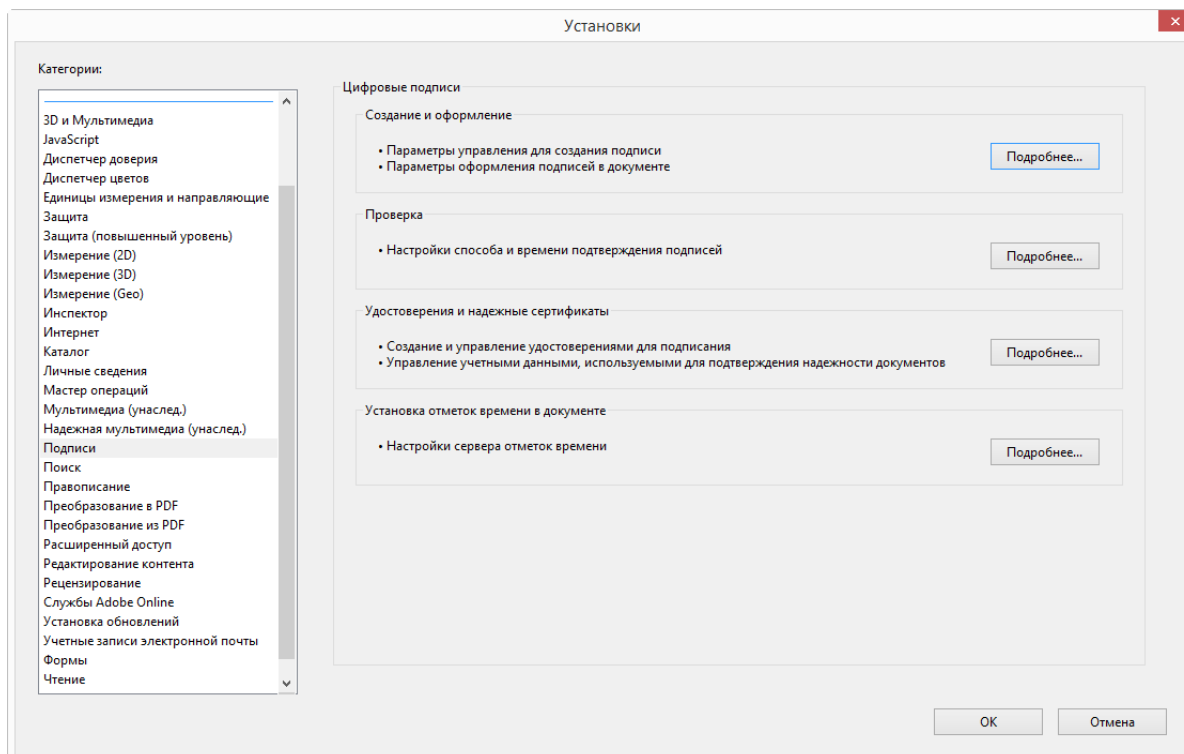 Установки
Категории:
3D и Мультимедиа
JavaScript
Диспетчер доверия
Диспетчер цветов
Единицы измерения и направляющие
Защита
Защита (повышенный уровень)
Измерение (2D)
Измерение (3D)
Измерение (Geo)
Инспектор
Интернет
Каталог
Личные сведения
Мастер операций
Мультимедиа (унаслед.)
Надежная мультимедиа (унаслед.)
Подписи
Поиск
Правописание
Преобразование в PDF
Преобразование из PDF
Расширенный доступ
Редактирование контента
Рецензирование
Службы Adobe Online
Установка обновлений
Учетные записи электронной почты
Формы
Чтение
Цифровые подписи
Создание и оформление
• Параметры управления для создания подписи
• Параметры оформления подписей в документе
Подробнее...
Проверка
• Настройки способа и времени подтверждения подписей
Подробнее...
Удостоверения и надежные сертификаты
• Создание и управление удостоверениями для подписания
• Управление учетными данными, используемыми для подтверждения надежности документов
Подробнее...
Установка отметок времени в документе
• Настройки сервера отметок времени
Подробнее...
ОК
Отмена